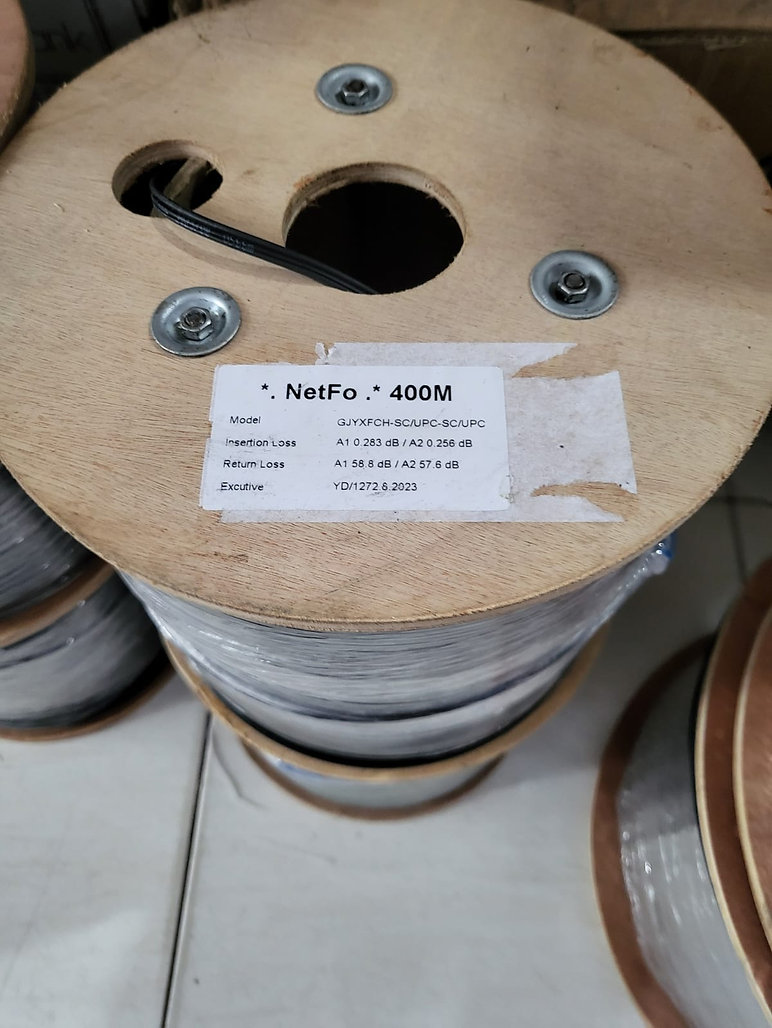 *. NetFo .* 400M
Model GJYXFCH-SC/UPC-SC/UPC
Insertion Loss A1 0.283 dB / A2 0.256 dB
Return Loss A1 58.8 dB / A2 57.6 dB
Excutive YD/1272.8.2023